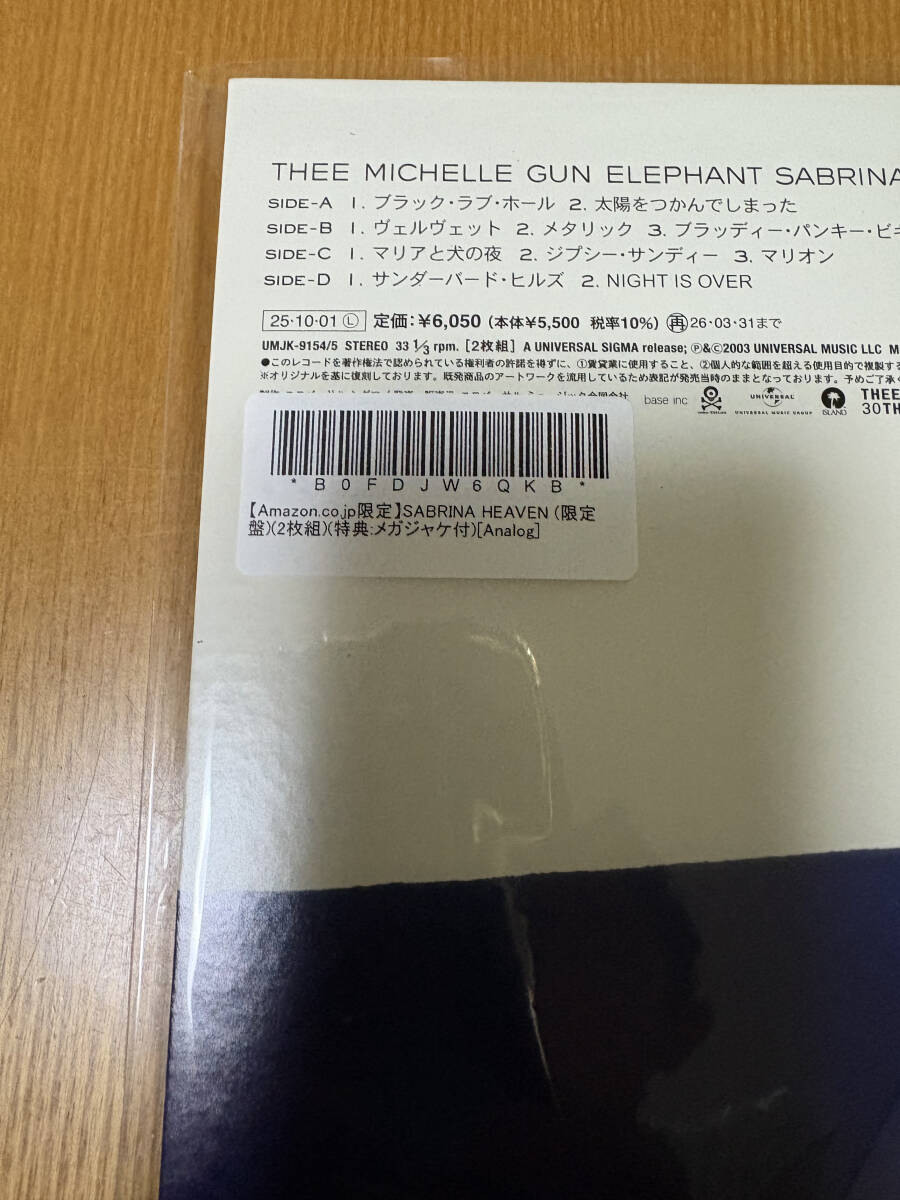 THEE MICHELLE GUN ELEPHANT SABRINA
SIDE-A 1. ブラック・ラブ・ホール 2. 太陽をつかんでしまった
SIDE-B 1. ヴェルヴェット 2. メタリック 3. ブラッディー・パンキー・ビキ
SIDE-C 1. マリアと犬の夜 2. ジプシー・サンディー 3. マリオン
SIDE-D 1. サンダーバード・ヒルズ 2. NIGHT IS OVER
25・10・01 Ⓛ 定価:¥6,050 (本体¥5,500 税率10%) ㊢26・03・31まで
UMJK-9154/5 STEREO 33 1/3 rpm. [2枚組] A UNIVERSAL SIGMA release; ℗&©2003 UNIVERSAL MUSIC LLC M
●このレコードを著作権法で認められている権利者の許諾を得ずに、①賃貸業に使用すること、②個人的な範囲を超える使用目的で複製する
※オリジナルを基に復刻しております。既発商品のアートワークを流用しているため表記が発売当時のままとなっております。予めご了承く
base inc UNIVERSAL UNIVERSAL MUSIC GROUP ISLAND THEE
30TH
*B0FDJW6QKB*
【Amazon.co.jp限定】SABRINA HEAVEN (限定
盤)(2枚組)(特典:メガジャケ付)[Analog]